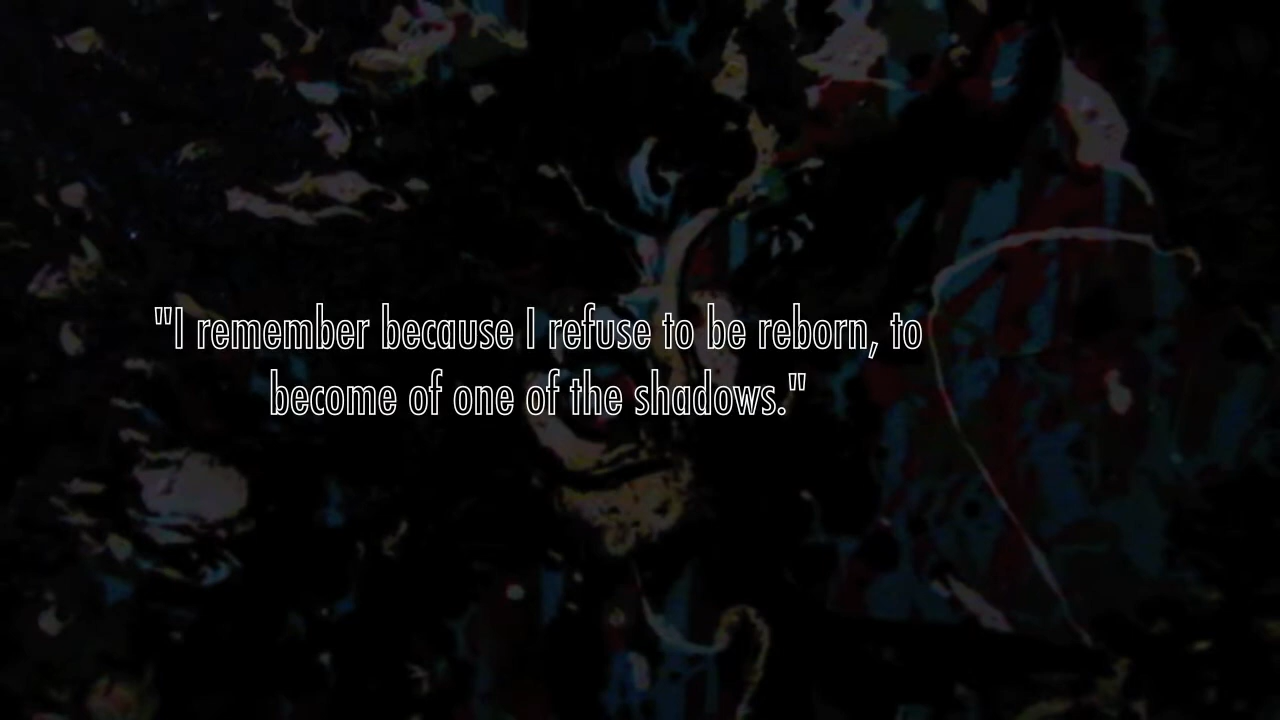 "I remember because I refuse to be reborn, to
become of one of the shadows."